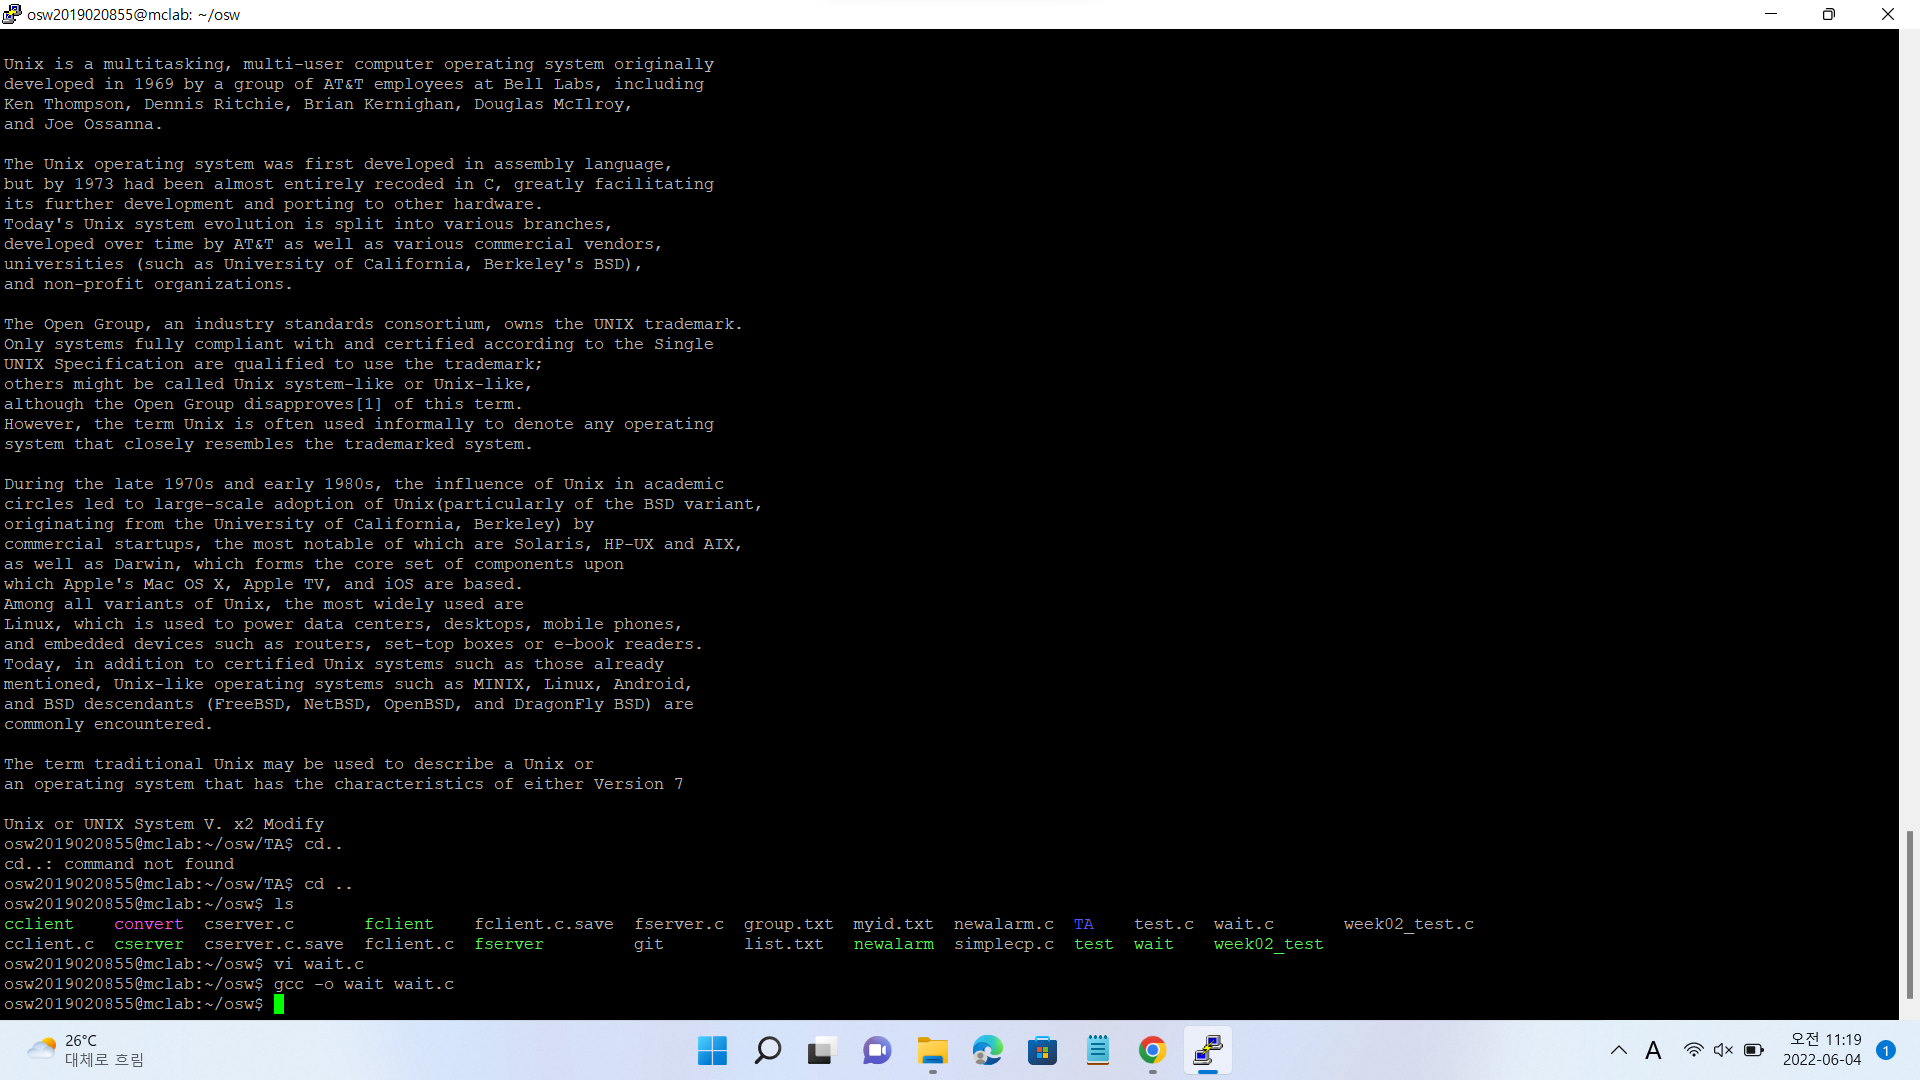 osw2019020855@mclab: ~/osw
Unix is a multitasking, multi-user computer operating system originally
developed in 1969 by a group of AT&T employees at Bell Labs, including
Ken Thompson, Dennis Ritchie, Brian Kernighan, Douglas McIlroy,
and Joe Ossanna.
The Unix operating system was first developed in assembly language,
but by 1973 had been almost entirely recoded in C, greatly facilitating
its further development and porting to other hardware.
Today's Unix system evolution is split into various branches,
developed over time by AT&T as well as various commercial vendors,
universities (such as University of California, Berkeley's BSD),
and non-profit organizations.
The Open Group, an industry standards consortium, owns the UNIX trademark.
Only systems fully compliant with and certified according to the Single
UNIX Specification are qualified to use the trademark;
others might be called Unix system-like or Unix-like,
although the Open Group disapproves[1] of this term.
However, the term Unix is often used informally to denote any operating
system that closely resembles the trademarked system.
During the late 1970s and early 1980s, the influence of Unix in academic
circles led to large-scale adoption of Unix(particularly of the BSD variant,
originating from the University of California, Berkeley) by
commercial startups, the most notable of which are Solaris, HP-UX and AIX,
as well as Darwin, which forms the core set of components upon
which Apple's Mac OS X, Apple TV, and iOS are based.
Among all variants of Unix, the most widely used are
Linux, which is used to power data centers, desktops, mobile phones,
and embedded devices such as routers, set-top boxes or e-book readers.
Today, in addition to certified Unix systems such as those already
mentioned, Unix-like operating systems such as MINIX, Linux, Android,
and BSD descendants (FreeBSD, NetBSD, OpenBSD, and DragonFly BSD) are
commonly encountered.
The term traditional Unix may be used to describe a Unix or
an operating system that has the characteristics of either Version 7
Unix or UNIX System V. x2 Modify
osw2019020855@mclab:~/osw/TA$ cd..
cd..: command not found
osw2019020855@mclab:~/osw/TA$ cd ..
osw2019020855@mclab:~/osw$ ls
cclient convert cserver.c fclient fclient.c.save fserver.c group.txt myid.txt newalarm.c TA test.c wait.c week02_test.c
cclient.c cserver cserver.c.save fclient.c fserver git list.txt newalarm simplecp.c test wait week02_test
osw2019020855@mclab:~/osw$ vi wait.c
osw2019020855@mclab:~/osw$ gcc -o wait wait.c
osw2019020855@mclab:~/osw$
26°C
대체로 흐림
A
오전 11:19
2022-06-04
1